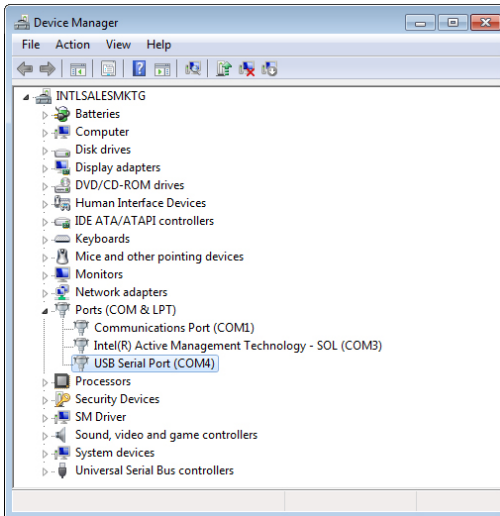 Device Manager
File Action View Help
INTLSALESMKTG
Batteries
Computer
Disk drives
Display adapters
DVD/CD-ROM drives
Human Interface Devices
IDE ATA/ATAPI controllers
Keyboards
Mice and other pointing devices
Monitors
Network adapters
Ports (COM & LPT)
Communications Port (COM1)
Intel(R) Active Management Technology - SOL (COM3)
USB Serial Port (COM4)
Processors
Security Devices
SM Driver
Sound, video and game controllers
System devices
Universal Serial Bus controllers